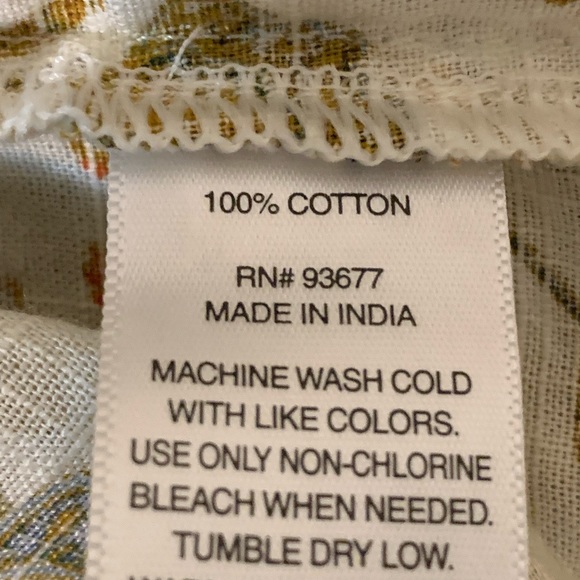 100% COTTON
RN# 93677
MADE IN INDIA
MACHINE WASH COLD
WITH LIKE COLORS.
USE ONLY NON-CHLORINE
BLEACH WHEN NEEDED.
TUMBLE DRY LOW.